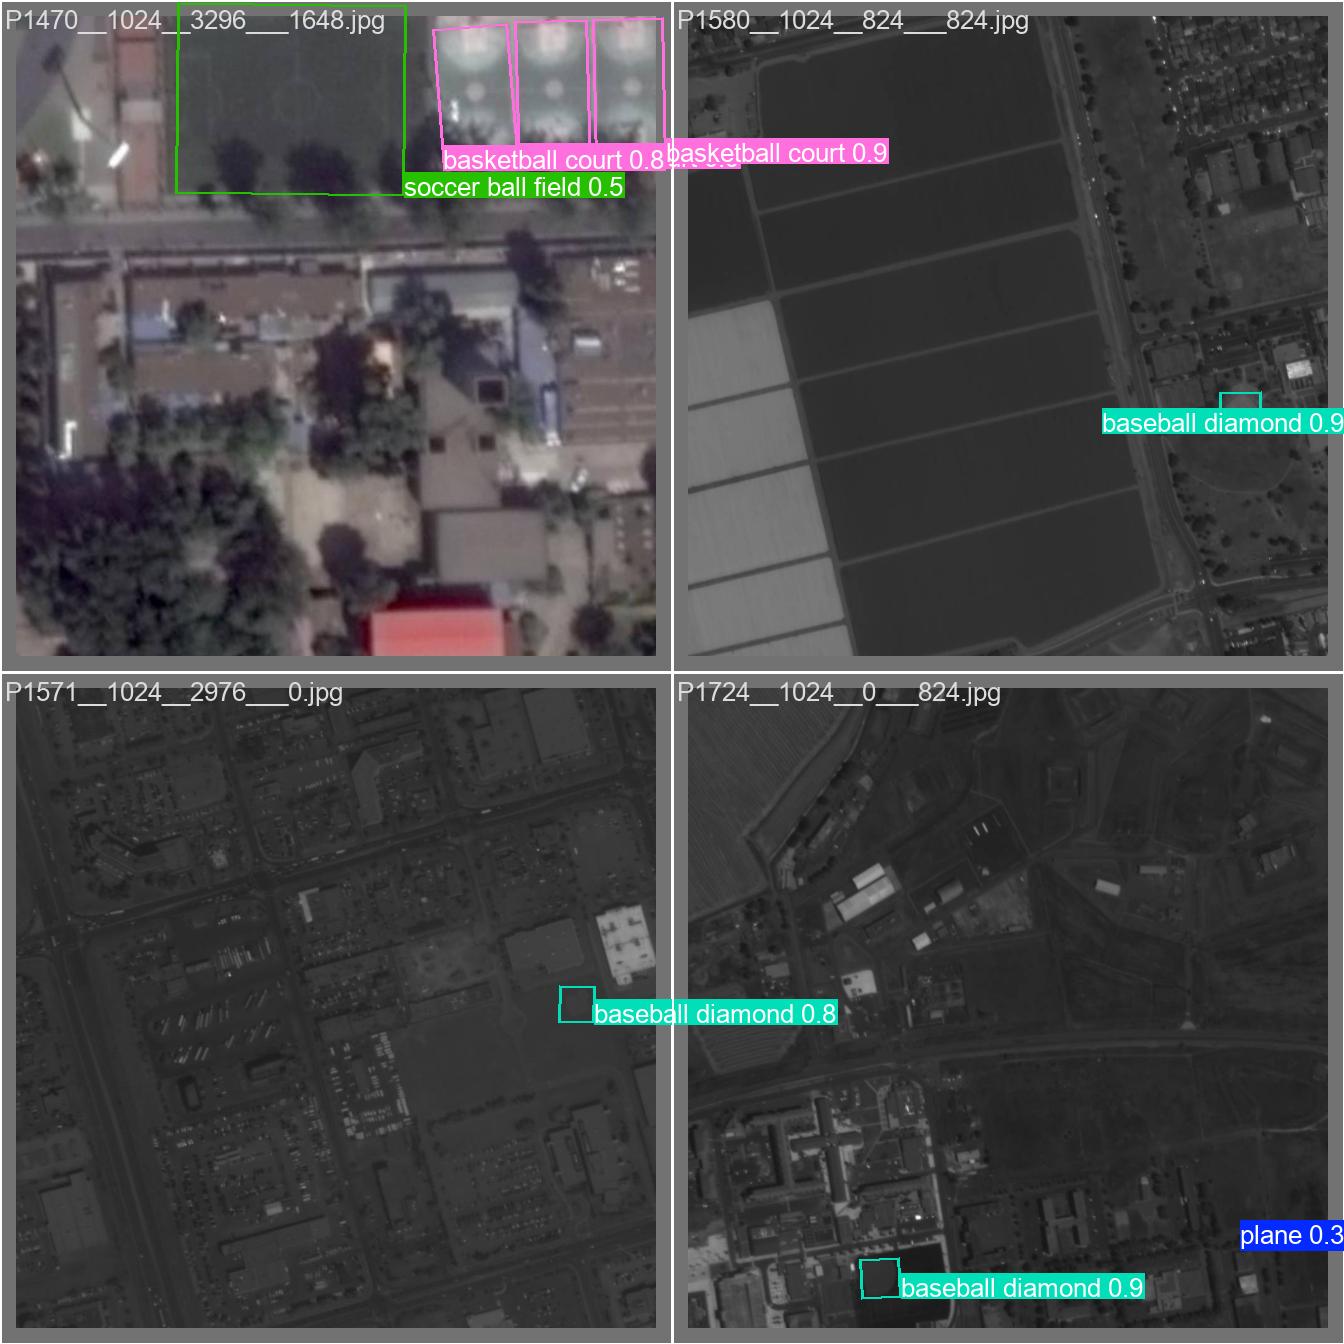 P1470__1024__3296___1648.jpg
P1580__1024__824___824.jpg
basketball court 0.8
basketball court 0.9
soccer ball field 0.5
baseball diamond 0.9
P1571__1024__2976___0.jpg
P1724__1024__0___824.jpg
baseball diamond 0.8
plane 0.3
baseball diamond 0.9